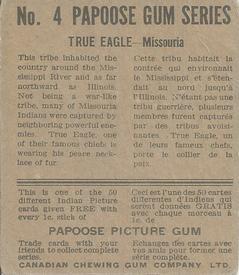 No. 4 PAPOOSE GUM SERIES
TRUE EAGLE—Missouria
This tribe inhabited the
country around the Mis-
sissippi River and as far
northward as Illinois.
Not being a war-like
tribe, many of Missouria
Indians were captured by
neighboring powerful ene-
mies. True Eagle, one
of their famous chiefs
is wearing his peace neck-
lace of fur.
Cette tribu habitait la
contrée qui environnait
le Mississippi et s'éten-
dait au nord jusqu'à
l'Illinois. N'étant pas une
tribu guerrière, plusieurs
membres furent capturés
par des tribus avoisi-
nantes. True Eagle, un
de leurs fameux chefs,
porte le collier de la
paix.
This is one of the 50
different Indian Picture
cards given FREE with
every 1c. stick of
Ceci est l'une des 50 cartes
différentes d'Indiens qui
seront données GRATIS
avec chaque morceau à
1c. de
PAPOOSE PICTURE GUM
Trade cards with your
friends to collect complete
series.
Echangez des cartes avec
vos amis pour former une
série complète.
CANADIAN CHEWING GUM COMPANY LTD.